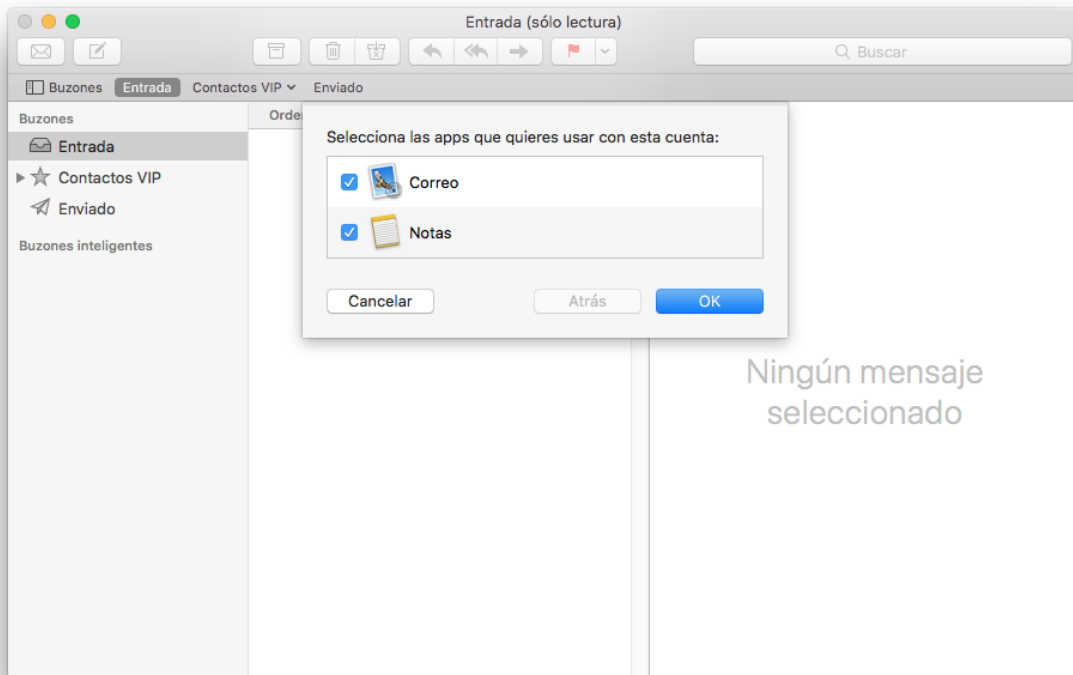 Entrada (sólo lectura)
Buscar
Buzones Entrada Contactos VIP Enviado
Buzones
Entrada
Contactos VIP
Enviado
Buzones inteligentes
Orde
Selecciona las apps que quieres usar con esta cuenta:
Correo
Notas
Cancelar Atrás OK
Ningún mensaje
seleccionado